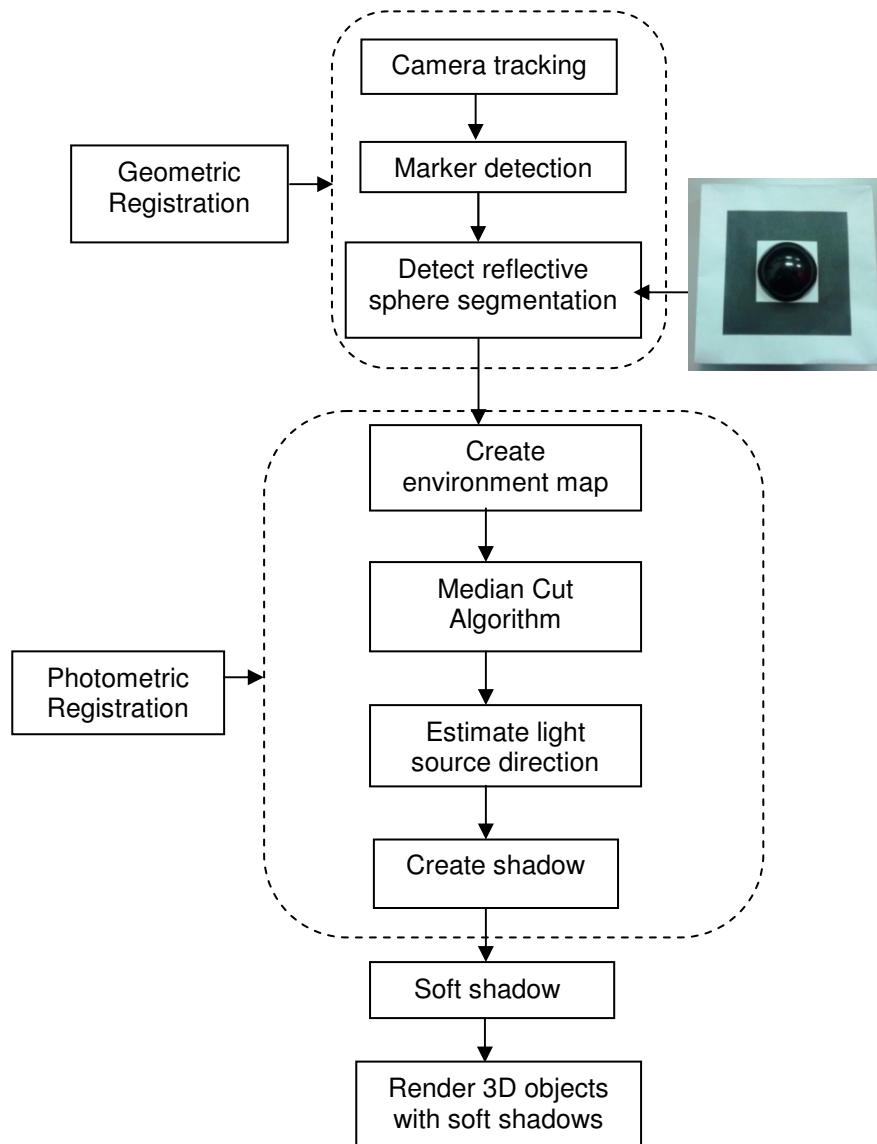 Camera tracking
Marker detection
Geometric
Registration
Detect reflective
sphere segmentation
Create
environment map
Median Cut
Algorithm
Photometric
Registration
Estimate light
source direction
Create shadow
Soft shadow
Render 3D objects
with soft shadows